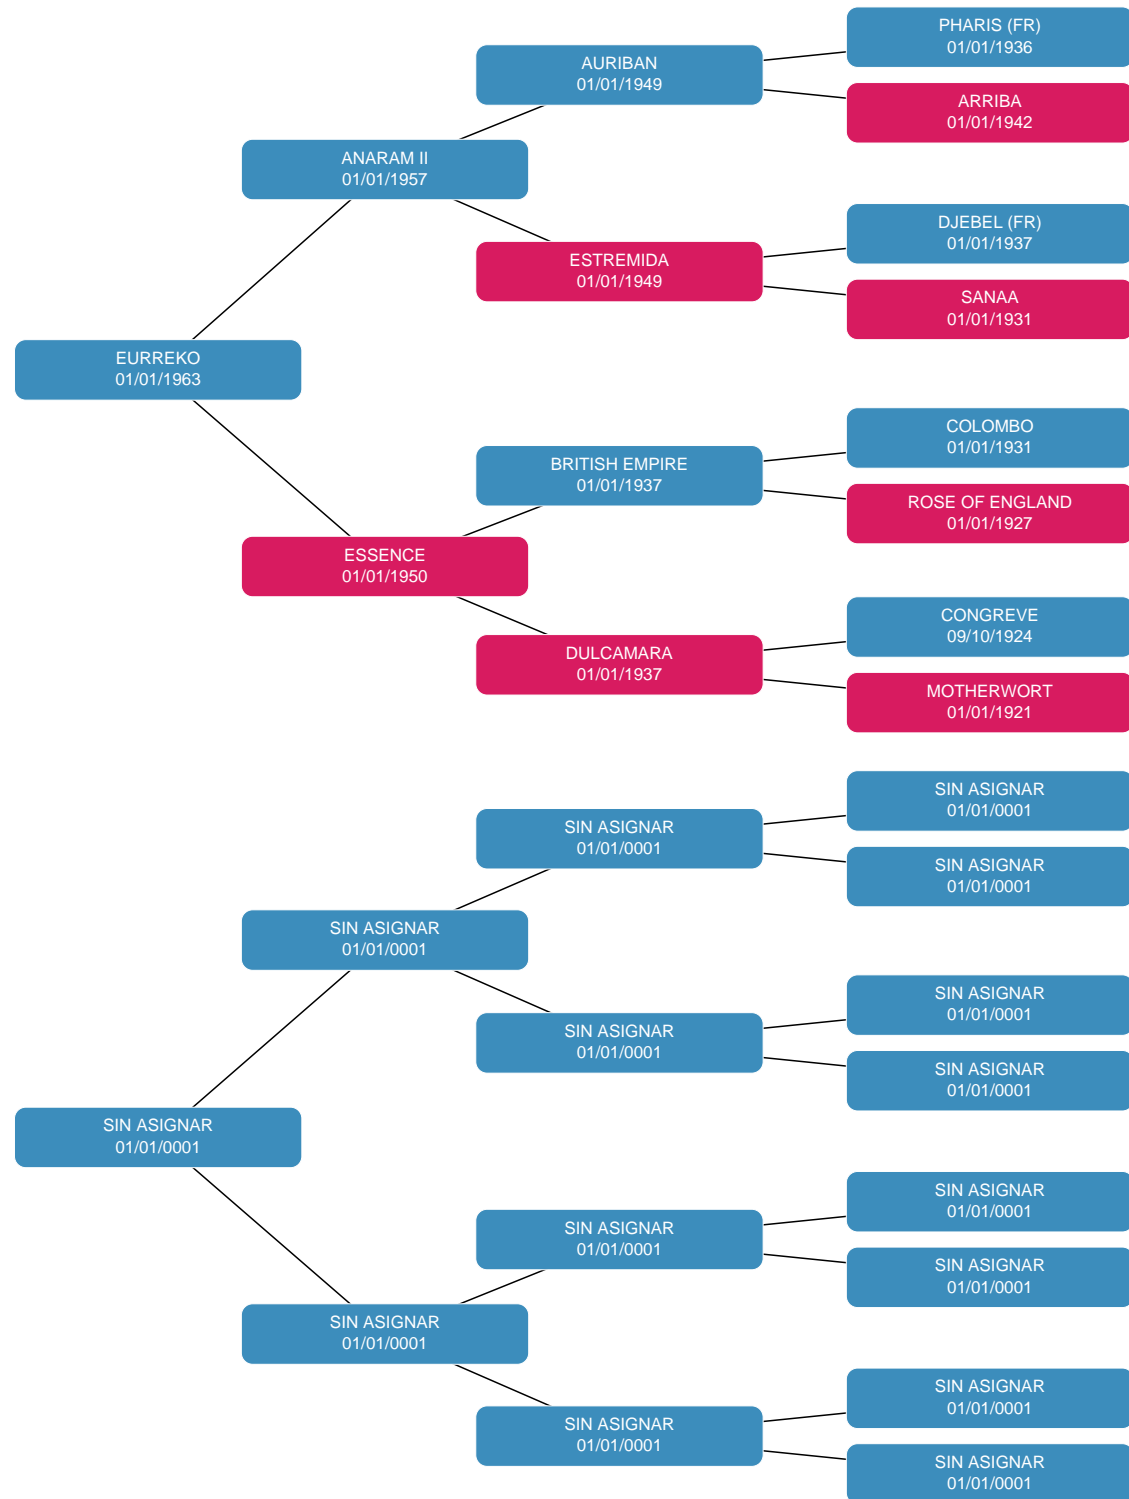 PHARIS (FR)
01/01/1936
AURIBAN
01/01/1949
ARRIBA
01/01/1942
ANARAM II
01/01/1957
DJEBEL (FR)
01/01/1937
ESTREMIDA
01/01/1949
SANAA
01/01/1931
EURREKO
01/01/1963
COLOMBO
01/01/1931
BRITISH EMPIRE
01/01/1937
ROSE OF ENGLAND
01/01/1927
ESSENCE
01/01/1950
CONGREVE
09/10/1924
DULCAMARA
01/01/1937
MOTHERWORT
01/01/1921
SIN ASIGNAR
01/01/0001
SIN ASIGNAR
01/01/0001
SIN ASIGNAR
01/01/0001
SIN ASIGNAR
01/01/0001
SIN ASIGNAR
01/01/0001
SIN ASIGNAR
01/01/0001
SIN ASIGNAR
01/01/0001
SIN ASIGNAR
01/01/0001
SIN ASIGNAR
01/01/0001
SIN ASIGNAR
01/01/0001
SIN ASIGNAR
01/01/0001
SIN ASIGNAR
01/01/0001
SIN ASIGNAR
01/01/0001
SIN ASIGNAR
01/01/0001
SIN ASIGNAR
01/01/0001